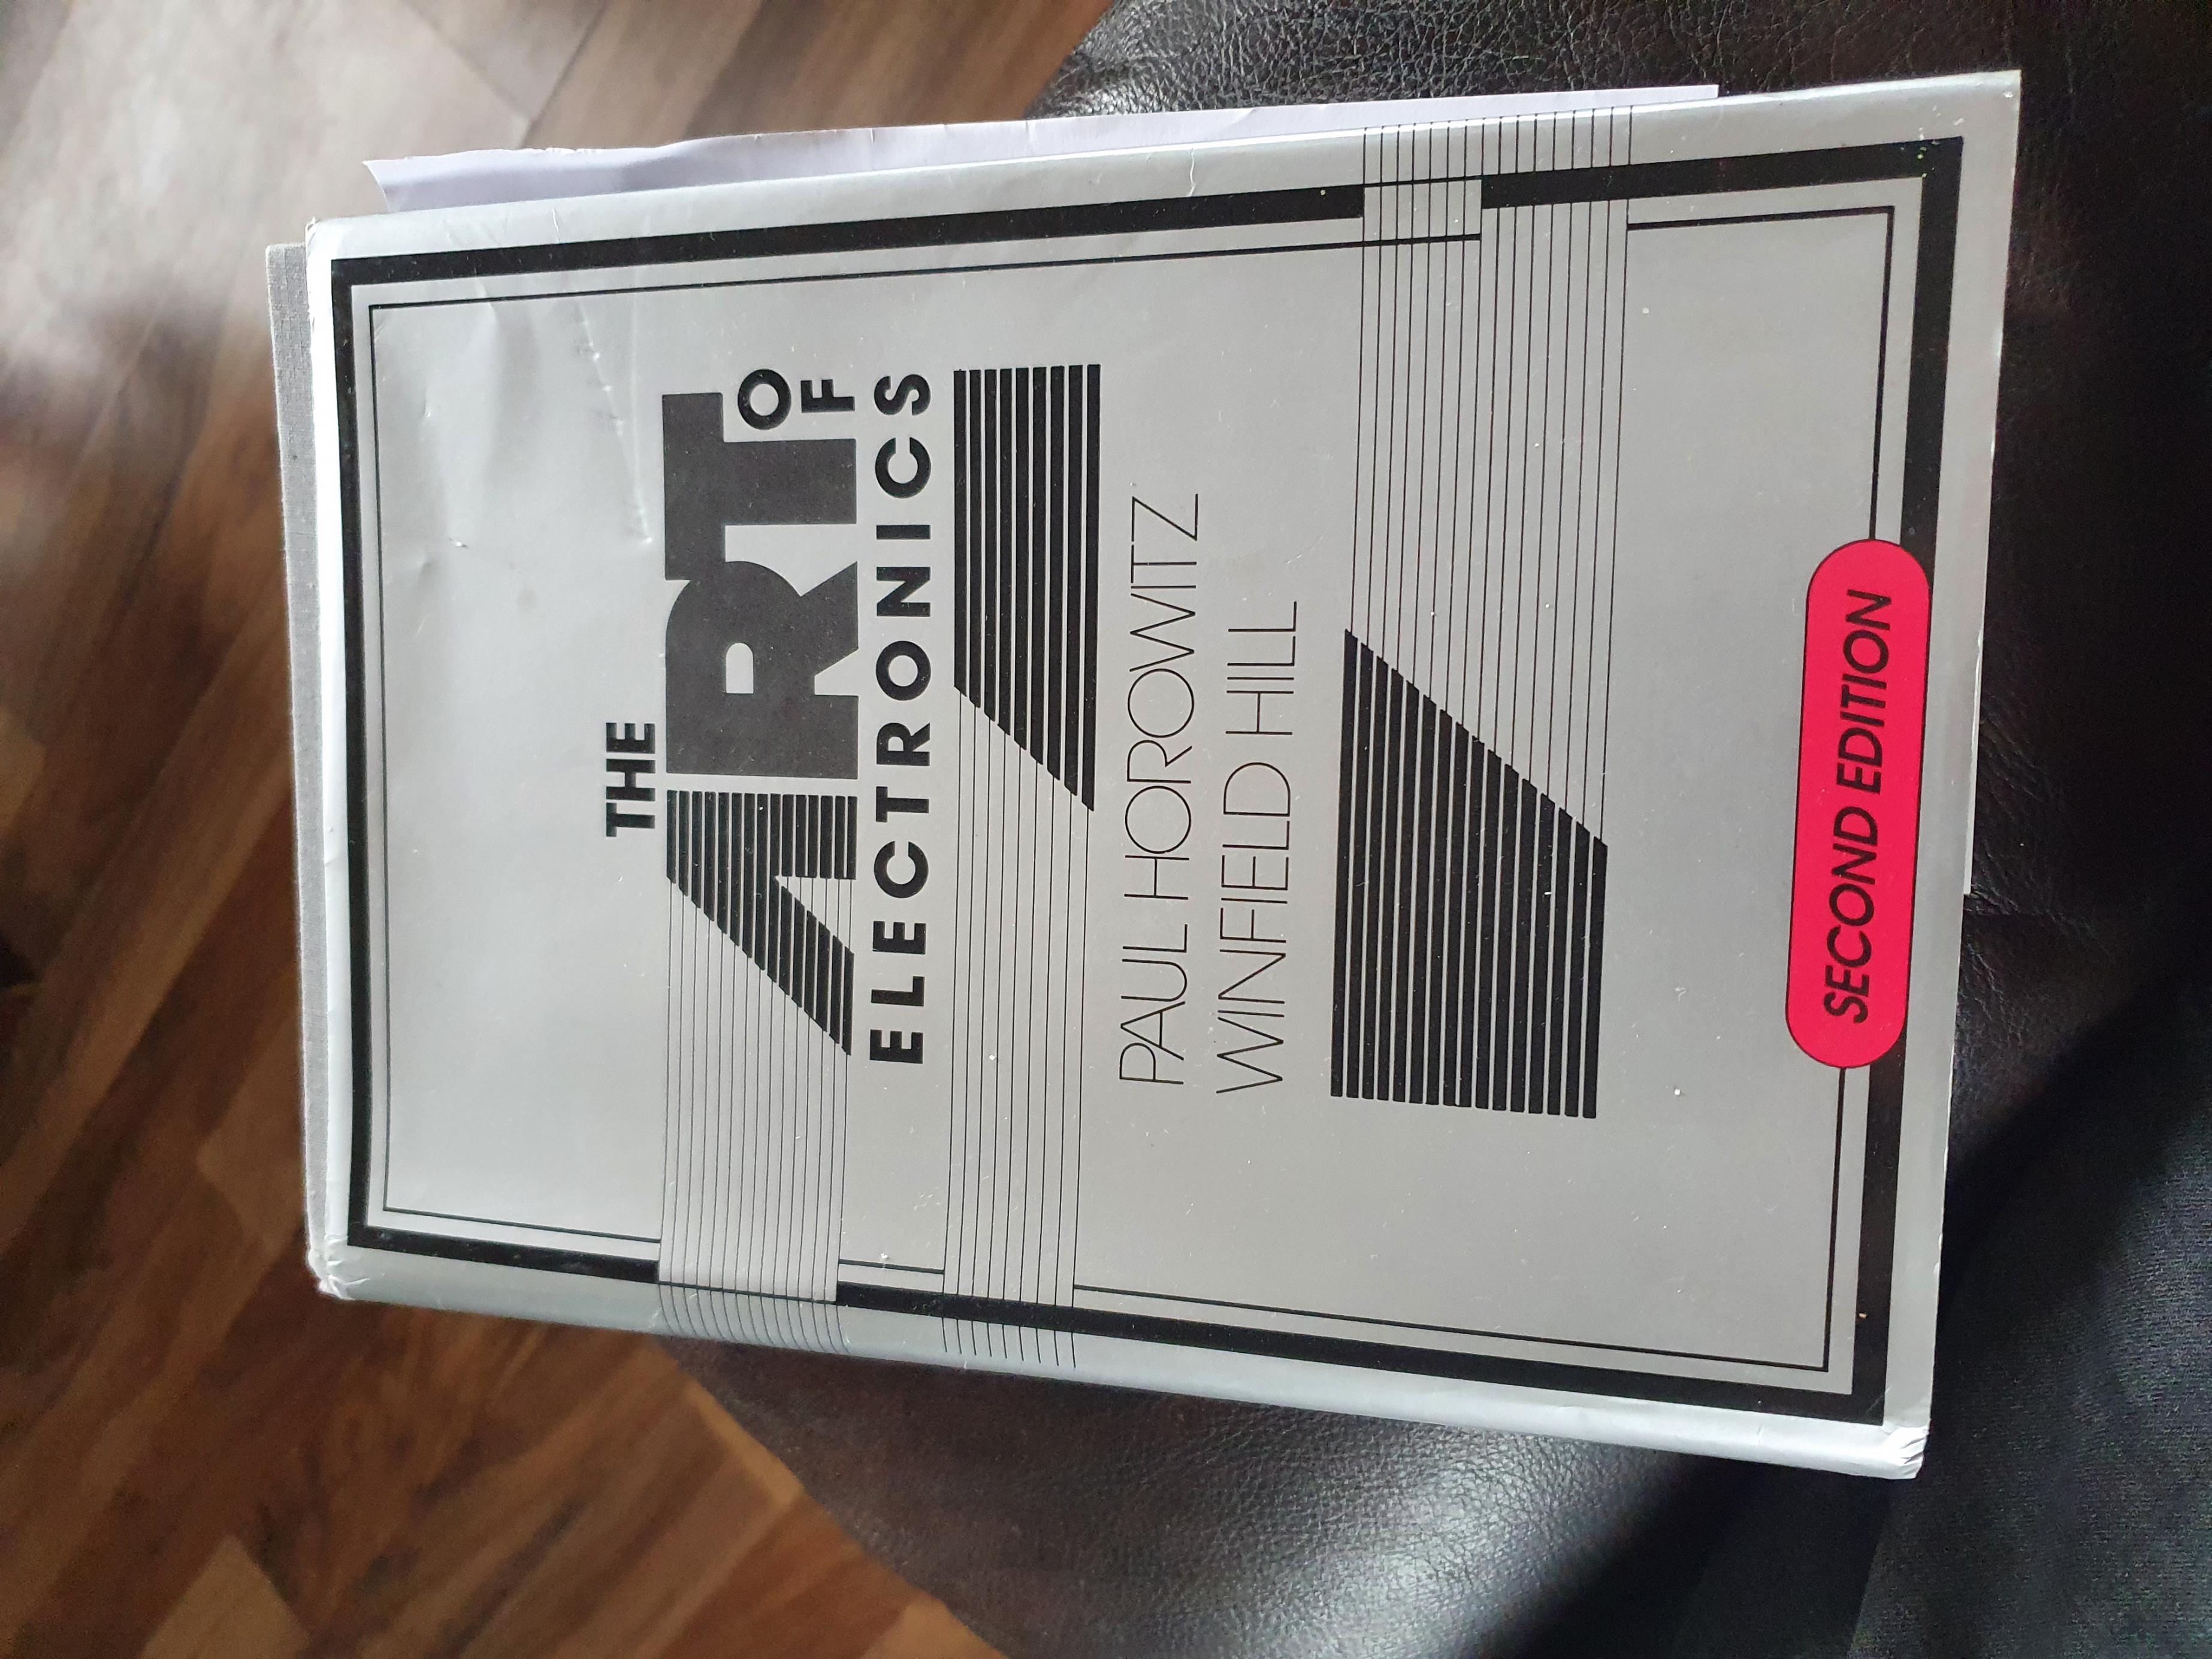 THE
ART OF
ELECTRONICS
PAUL HOROWITZ
WINFIELD HILL
SECOND EDITION